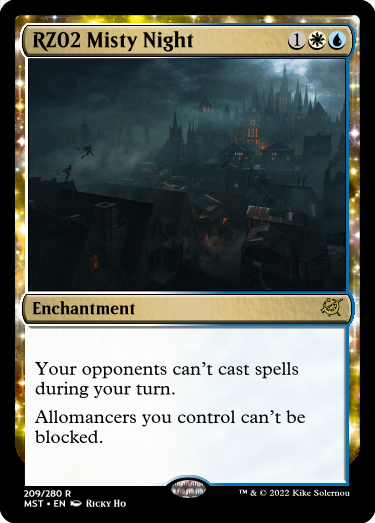 RZ02 Misty Night 1
Enchantment
Your opponents can't cast spells
during your turn.
Allomancers you control can't be
blocked.
209/280 R
MST • EN Ricky Ho
™ & © 2022 Kike Solernou